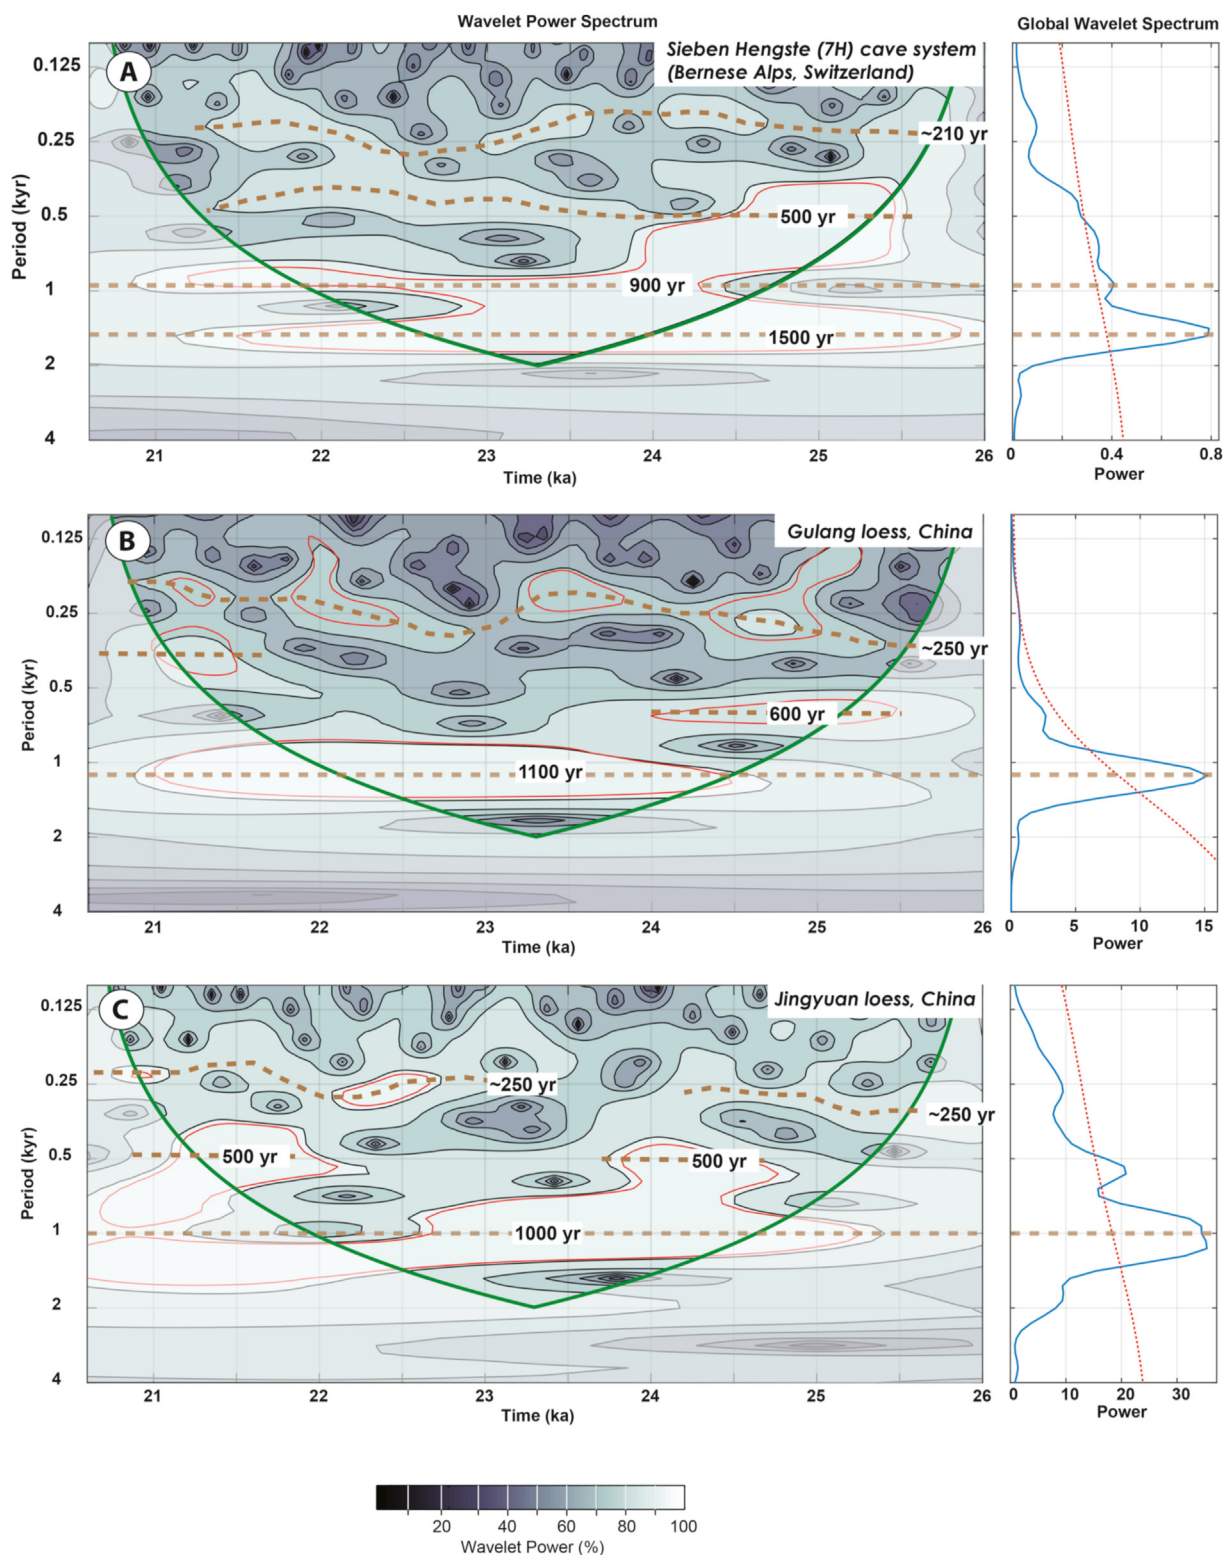 Wavelet Power Spectrum
Global Wavelet Spectrum
A
Sieben Hengste (7H) cave system
(Bernese Alps, Switzerland)
Period (kyr)
0.125
0.25
0.5
1
2
4
~210 yr
500 yr
900 yr
1500 yr
21 22 23 24 25 26
Time (ka)
0 0.4 0.8
Power
B
Gulang loess, China
Period (kyr)
0.125
0.25
0.5
1
2
4
~250 yr
600 yr
1100 yr
21 22 23 24 25 26
Time (ka)
0 5 10 15
Power
C
Jingyuan loess, China
Period (kyr)
0.125
0.25
0.5
1
2
4
~250 yr
~250 yr
500 yr
500 yr
1000 yr
21 22 23 24 25 26
Time (ka)
0 10 20 30
Power
20 40 60 80 100
Wavelet Power (%)